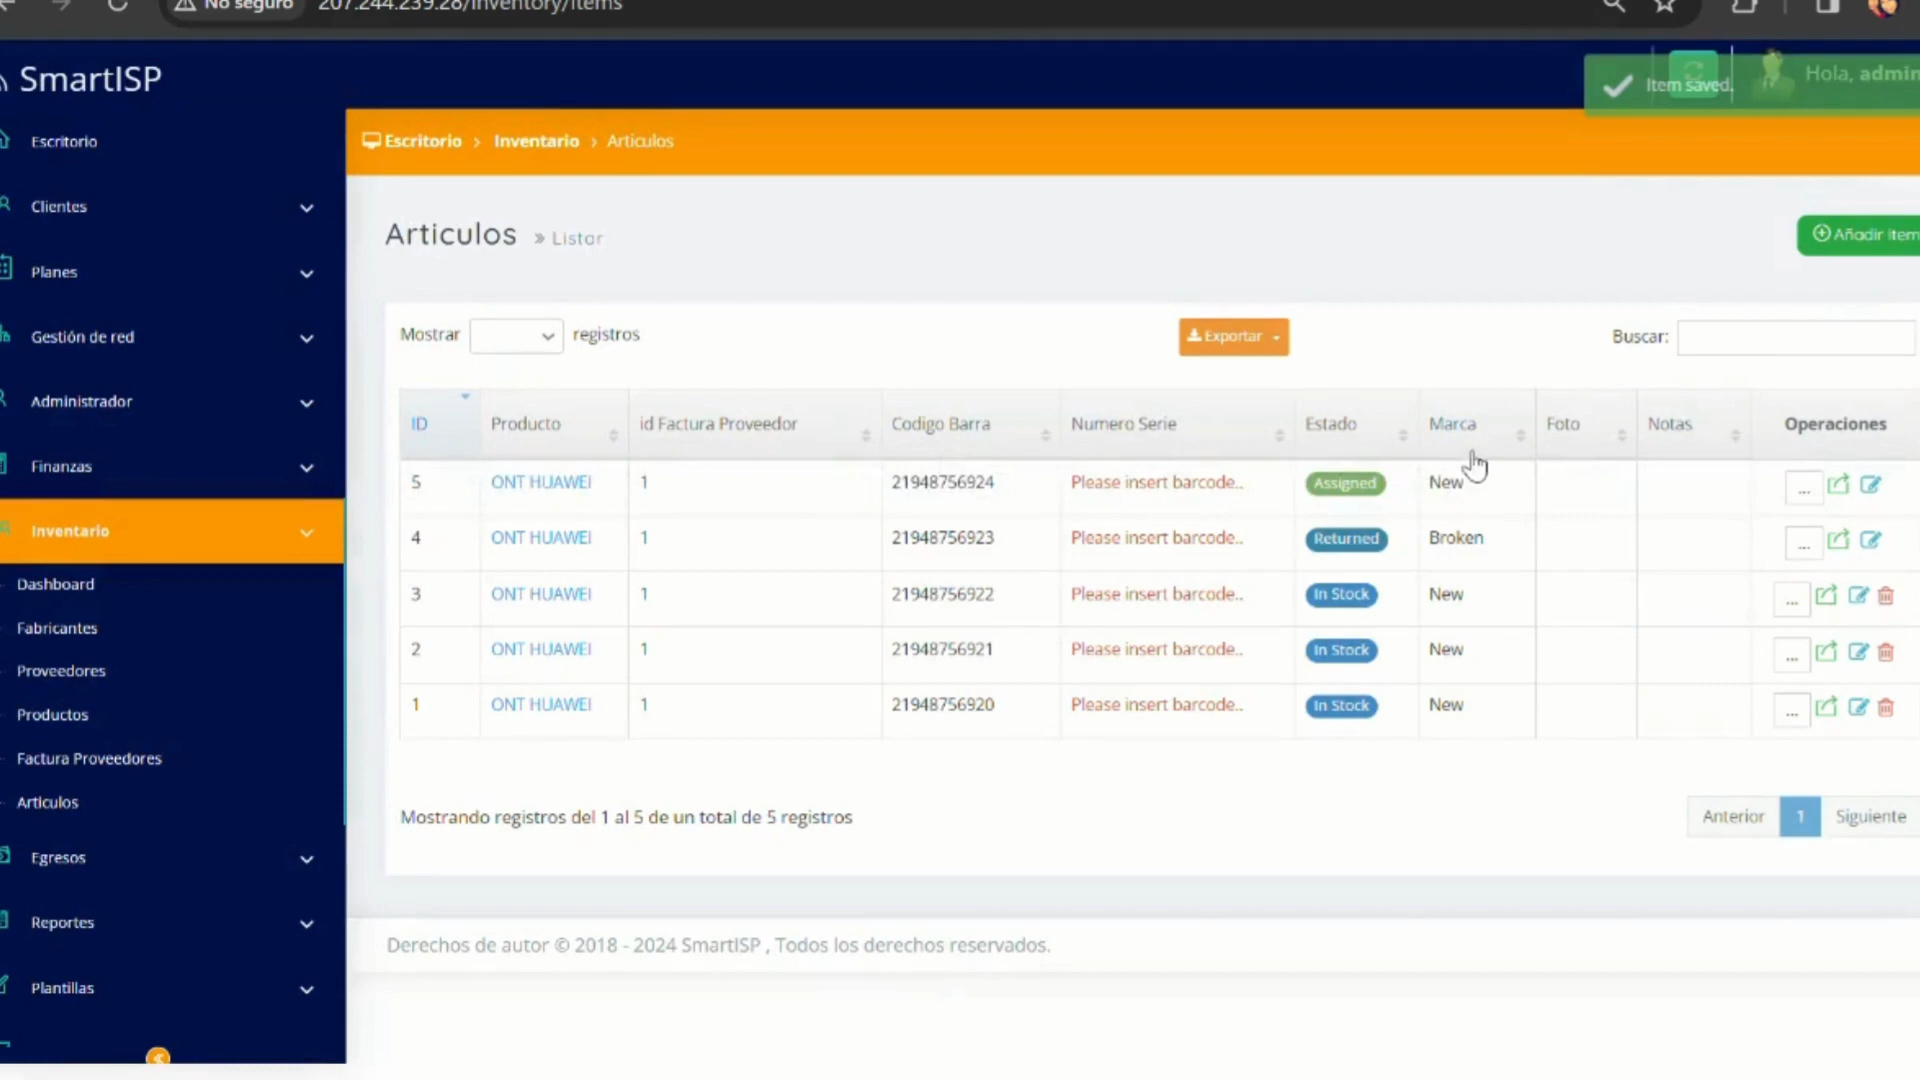 No seguro 207.244.239.28/inventory/items
SmartISP
Item saved.
Hola, admin
Escritorio
Clientes
Planes
Gestión de red
Administrador
Finanzas
Inventario
Dashboard
Fabricantes
Proveedores
Productos
Factura Proveedores
Articulos
Egresos
Reportes
Plantillas
Escritorio > Inventario > Articulos
Articulos » Listar
Añadir item
Mostrar registros
Exportar
Buscar:
ID Producto id Factura Proveedor Codigo Barra Numero Serie Estado Marca Foto Notas Operaciones
5 ONT HUAWEI 1 21948756924 Please insert barcode.. Assigned New ...
4 ONT HUAWEI 1 21948756923 Please insert barcode.. Returned Broken ...
3 ONT HUAWEI 1 21948756922 Please insert barcode.. In Stock New ...
2 ONT HUAWEI 1 21948756921 Please insert barcode.. In Stock New ...
1 ONT HUAWEI 1 21948756920 Please insert barcode.. In Stock New ...
Mostrando registros del 1 al 5 de un total de 5 registros
Anterior 1 Siguiente
Derechos de autor © 2018 - 2024 SmartISP , Todos los derechos reservados.